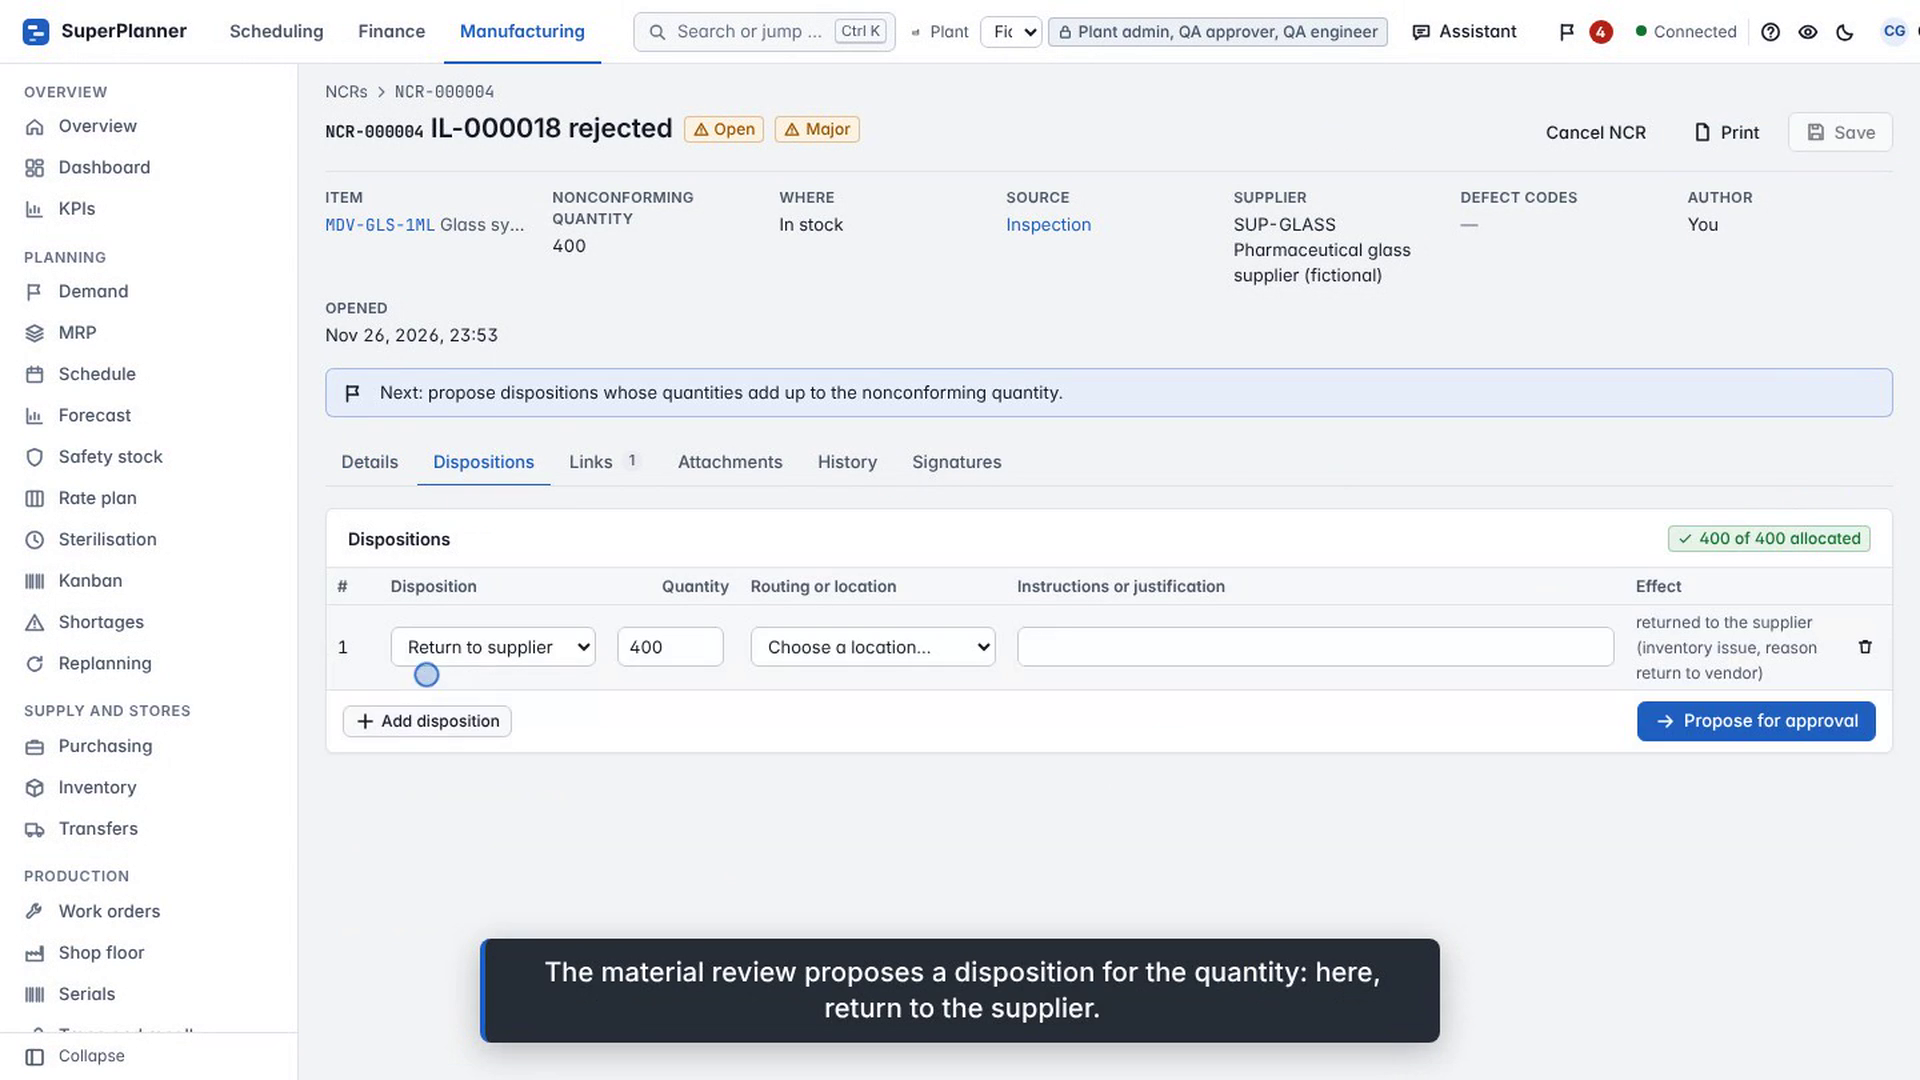 SuperPlanner
Scheduling
Finance
Manufacturing
Search or jump ...
Ctrl K
Plant
Plant admin, QA approver, QA engineer
Assistant
4
Connected
CG
OVERVIEW
Overview
Dashboard
KPIs
PLANNING
Demand
MRP
Schedule
Forecast
Safety stock
Rate plan
Sterilisation
Kanban
Shortages
Replanning
SUPPLY AND STORES
Purchasing
Inventory
Transfers
PRODUCTION
Work orders
Shop floor
Serials
Collapse
NCRs > NCR-000004
NCR-000004 IL-000018 rejected
Open
Major
Cancel NCR
Print
Save
ITEM
MDV-GLS-1ML Glass sy...
NONCONFORMING
QUANTITY
400
WHERE
In stock
SOURCE
Inspection
SUPPLIER
SUP-GLASS
Pharmaceutical glass
supplier (fictional)
DEFECT CODES
—
AUTHOR
You
OPENED
Nov 26, 2026, 23:53
Next: propose dispositions whose quantities add up to the nonconforming quantity.
Details
Dispositions
Links 1
Attachments
History
Signatures
Dispositions
400 of 400 allocated
# Disposition Quantity Routing or location Instructions or justification Effect
1 Return to supplier 400 Choose a location...
returned to the supplier
(inventory issue, reason
return to vendor)
Add disposition
Propose for approval
The material review proposes a disposition for the quantity: here,
return to the supplier.